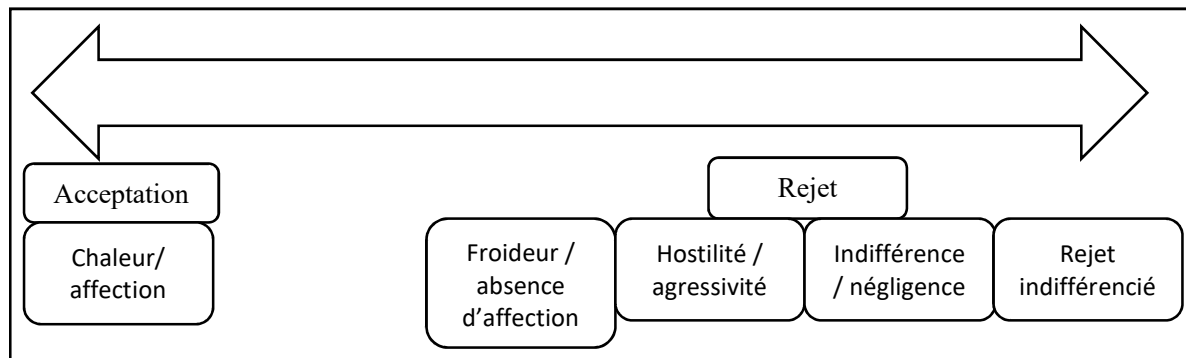 Acceptation
Rejet
Chaleur/
affection
Froideur /
absence
d’affection
Hostilité /
agressivité
Indifférence
/ négligence
Rejet
indifférencié